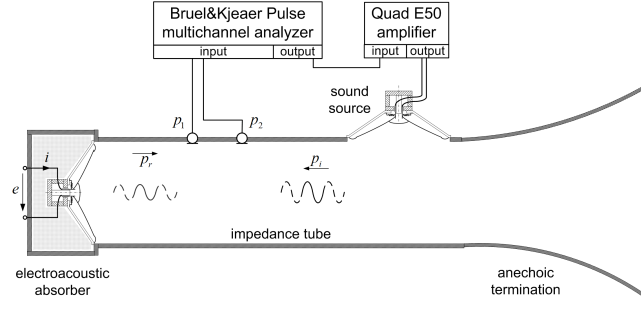 Bruel&Kjeaer Pulse
multichannel analyzer
input output
Quad E50
amplifier
input output
sound
source
p1 p2
i
pr
pi
e
impedance tube
electroacoustic
absorber
anechoic
termination